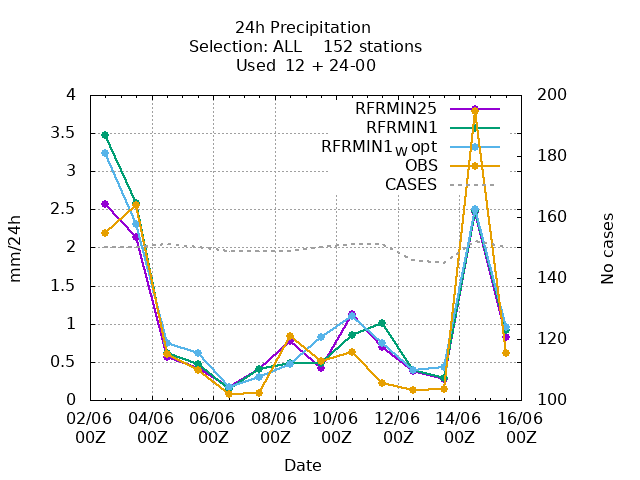 24h Precipitation
Selection: ALL    152 stations
Used  12 + 24-00
mm/24h
4
3.5
3
2.5
2
1.5
1
0.5
0
RFRMIN25
RFRMIN1
RFRMIN1w opt
OBS
CASES
200
180
160
140
120
100
No cases
02/06 04/06 06/06 08/06 10/06 12/06 14/06 16/06
00Z 00Z 00Z 00Z 00Z 00Z 00Z 00Z
Date